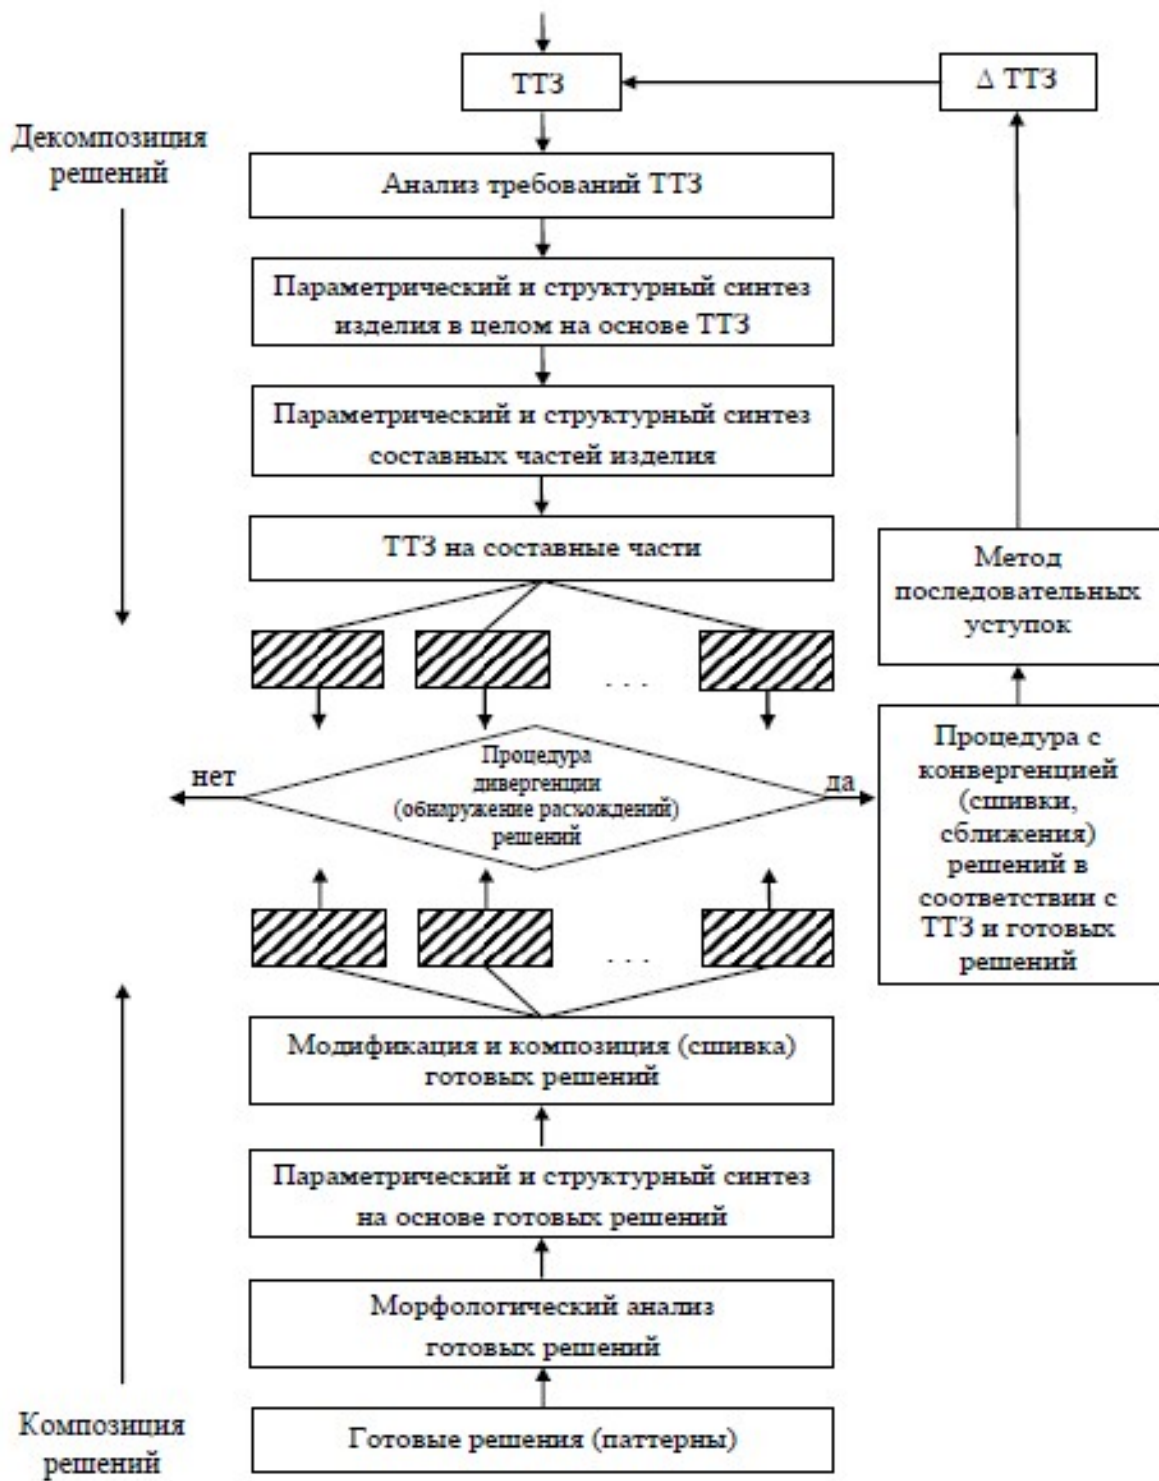 ТТЗ
Δ ТТЗ
Декомпозиция
решений
Анализ требований ТТЗ
Параметрический и структурный синтез
изделия в целом на основе ТТЗ
Параметрический и структурный синтез
составных частей изделия
ТТЗ на составные части
Метод
последовательных
уступок
. . .
нет
Процедура
дивергенции
(обнаружение расхождений)
решений
да
Процедура с
конвергенцией
(сшивки,
сближения)
решений в
соответствии с
ТТЗ и готовых
решений
. . .
Модификация и композиция (сшивка)
готовых решений
Параметрический и структурный синтез
на основе готовых решений
Морфологический анализ
готовых решений
Композиция
решений
Готовые решения (паттерны)